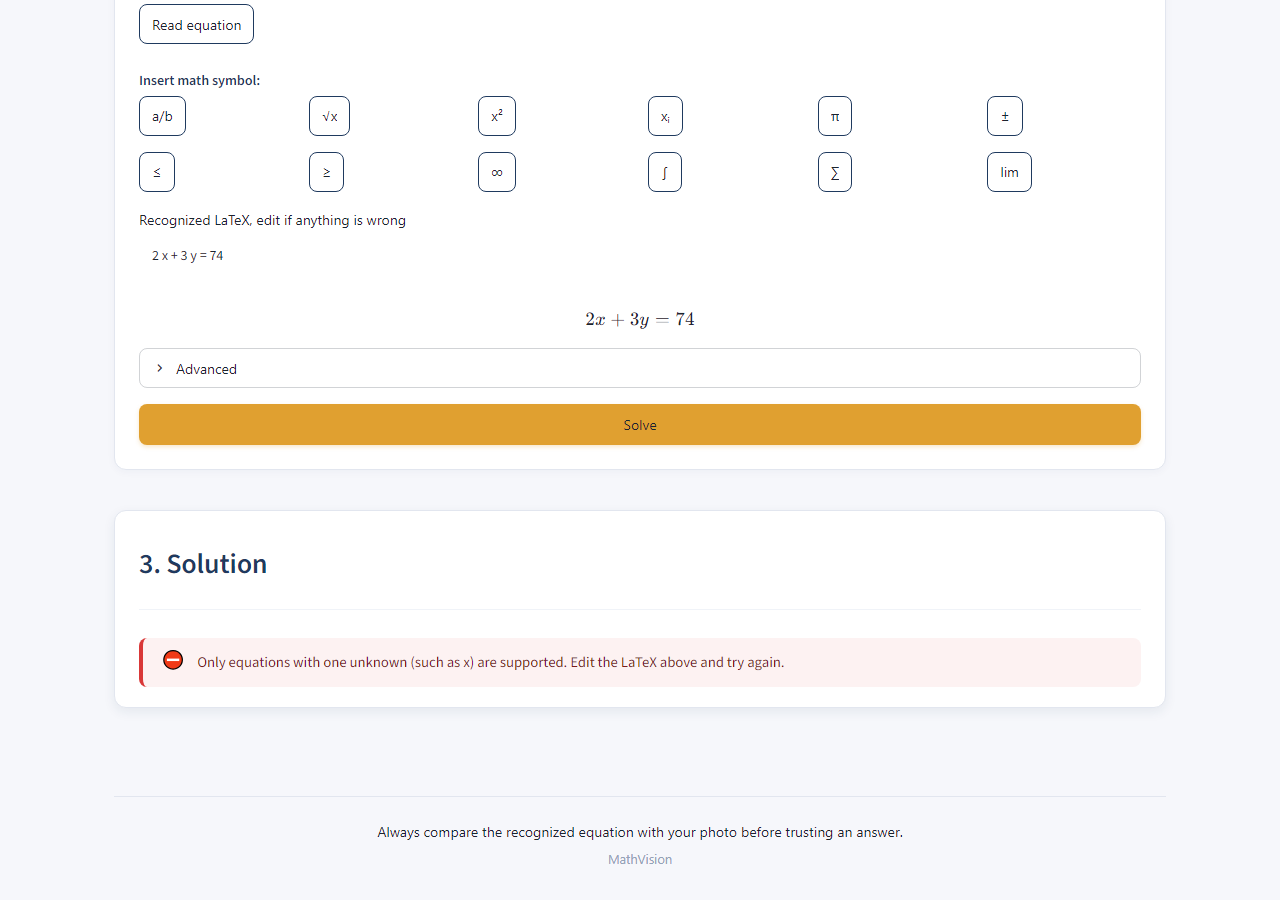 Read equation
Insert math symbol:
a/b √x x² xᵢ π ±
≤ ≥ ∞ ∫ ∑ lim
Recognized LaTeX, edit if anything is wrong
2 x + 3 y = 74
2x + 3y = 74
Advanced
Solve
3. Solution
Only equations with one unknown (such as x) are supported. Edit the LaTeX above and try again.
Always compare the recognized equation with your photo before trusting an answer.
MathVision